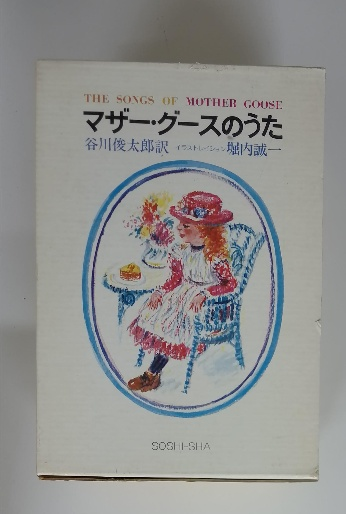 THE SONGS OF MOTHER GOOSE
マザー・グースのうた
谷川俊太郎訳 イラストレイション堀内誠一
SOSHI-SHA